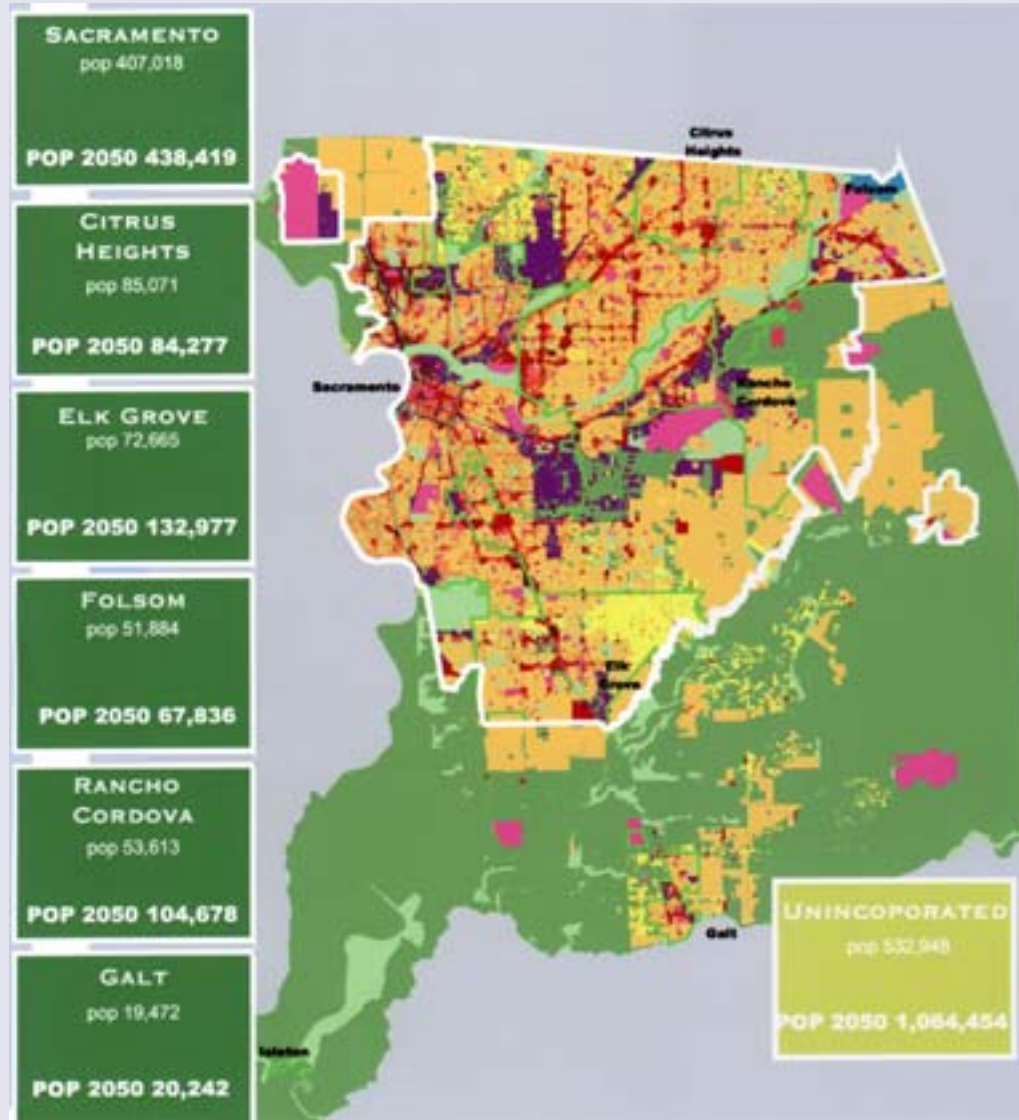 SACRAMENTO
pop 407,018
POP 2050 438,419
CITRUS
HEIGHTS
pop 85,071
POP 2050 84,277
ELK GROVE
pop 72,665
POP 2050 132,977
FOLSOM
pop 51,884
POP 2050 67,836
RANCHO
CORDOVA
pop 53,613
POP 2050 104,678
GALT
pop 19,472
POP 2050 20,242
Citrus
Heights
Folsom
Sacramento
Rancho
Cordova
Elk
Grove
Galt
Isleton
UNINCOPORATED
pop 532,948
POP 2050 1,064,454